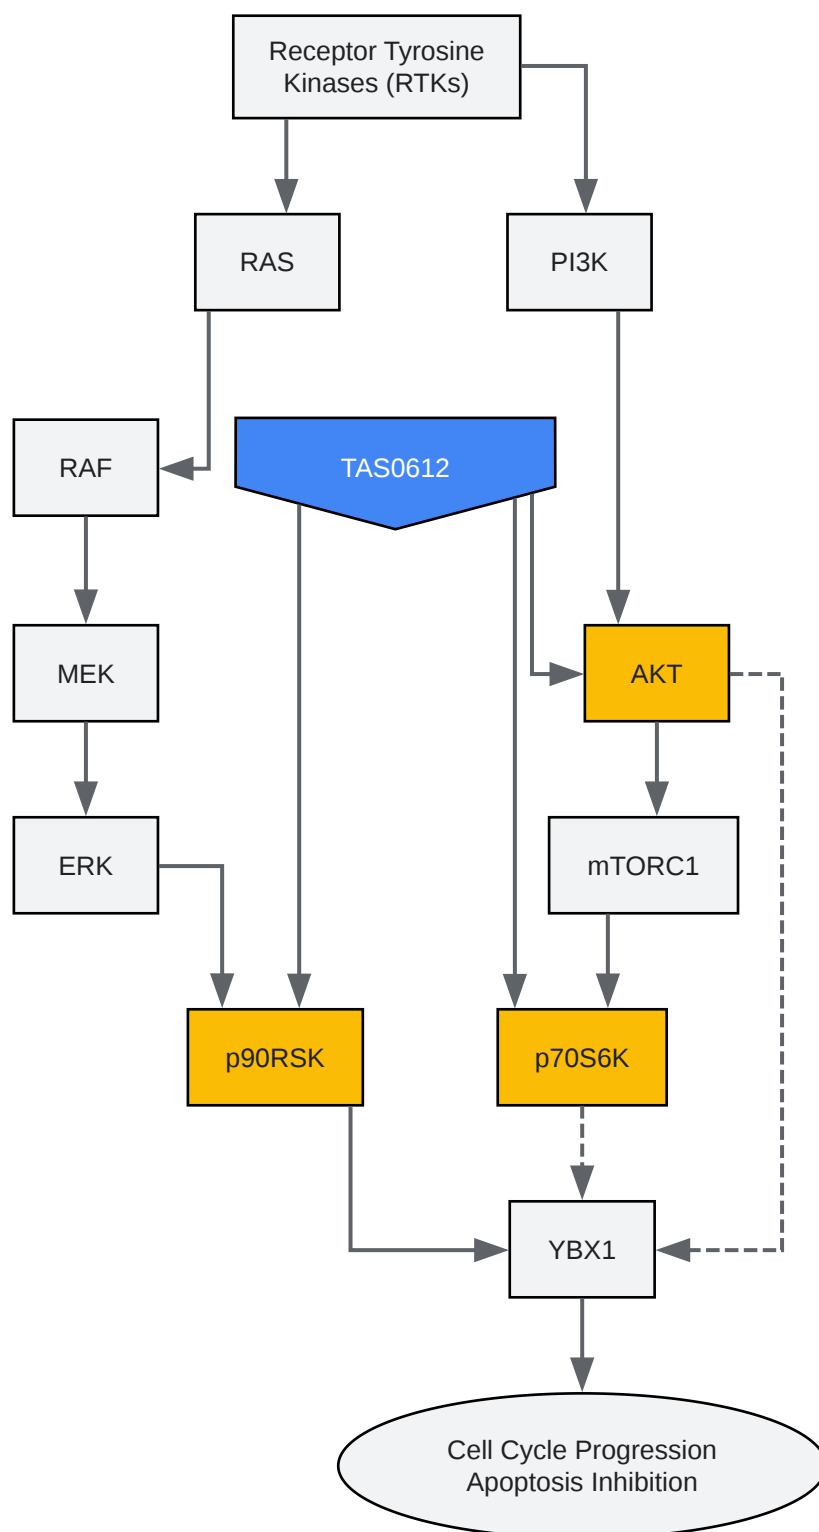 Receptor Tyrosine
Kinases (RTKs)
RAS
PI3K
RAF
TAS0612
MEK
AKT
ERK
mTORC1
p90RSK
p70S6K
YBX1
Cell Cycle Progression
Apoptosis Inhibition